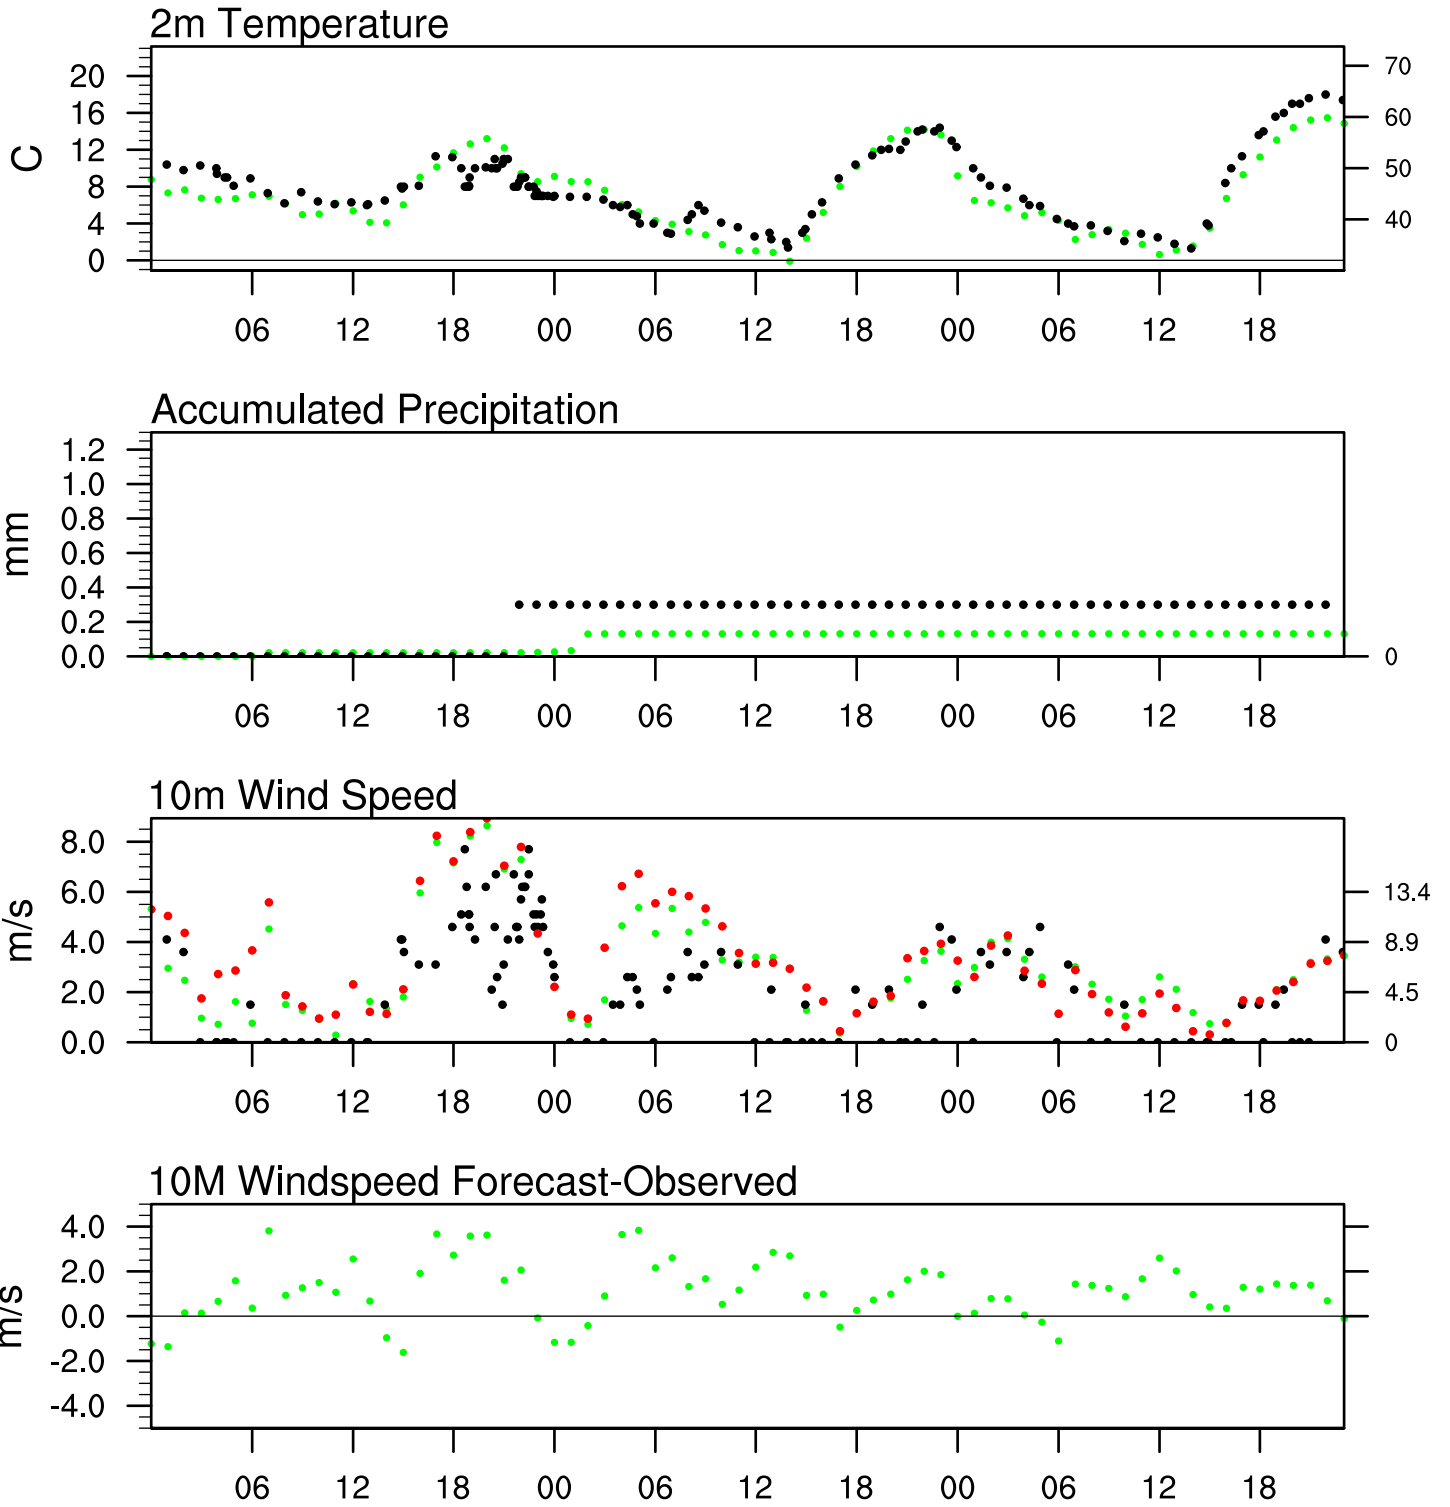 2m Temperature
C
20
16
12
8
4
0
70
60
50
40
06 12 18 00 06 12 18 00 06 12 18
Accumulated Precipitation
mm
1.2
1.0
0.8
0.6
0.4
0.2
0.0
0
06 12 18 00 06 12 18 00 06 12 18
10m Wind Speed
m/s
8.0
6.0
4.0
2.0
0.0
13.4
8.9
4.5
0
06 12 18 00 06 12 18 00 06 12 18
10M Windspeed Forecast-Observed
m/s
4.0
2.0
0.0
-2.0
-4.0
06 12 18 00 06 12 18 00 06 12 18